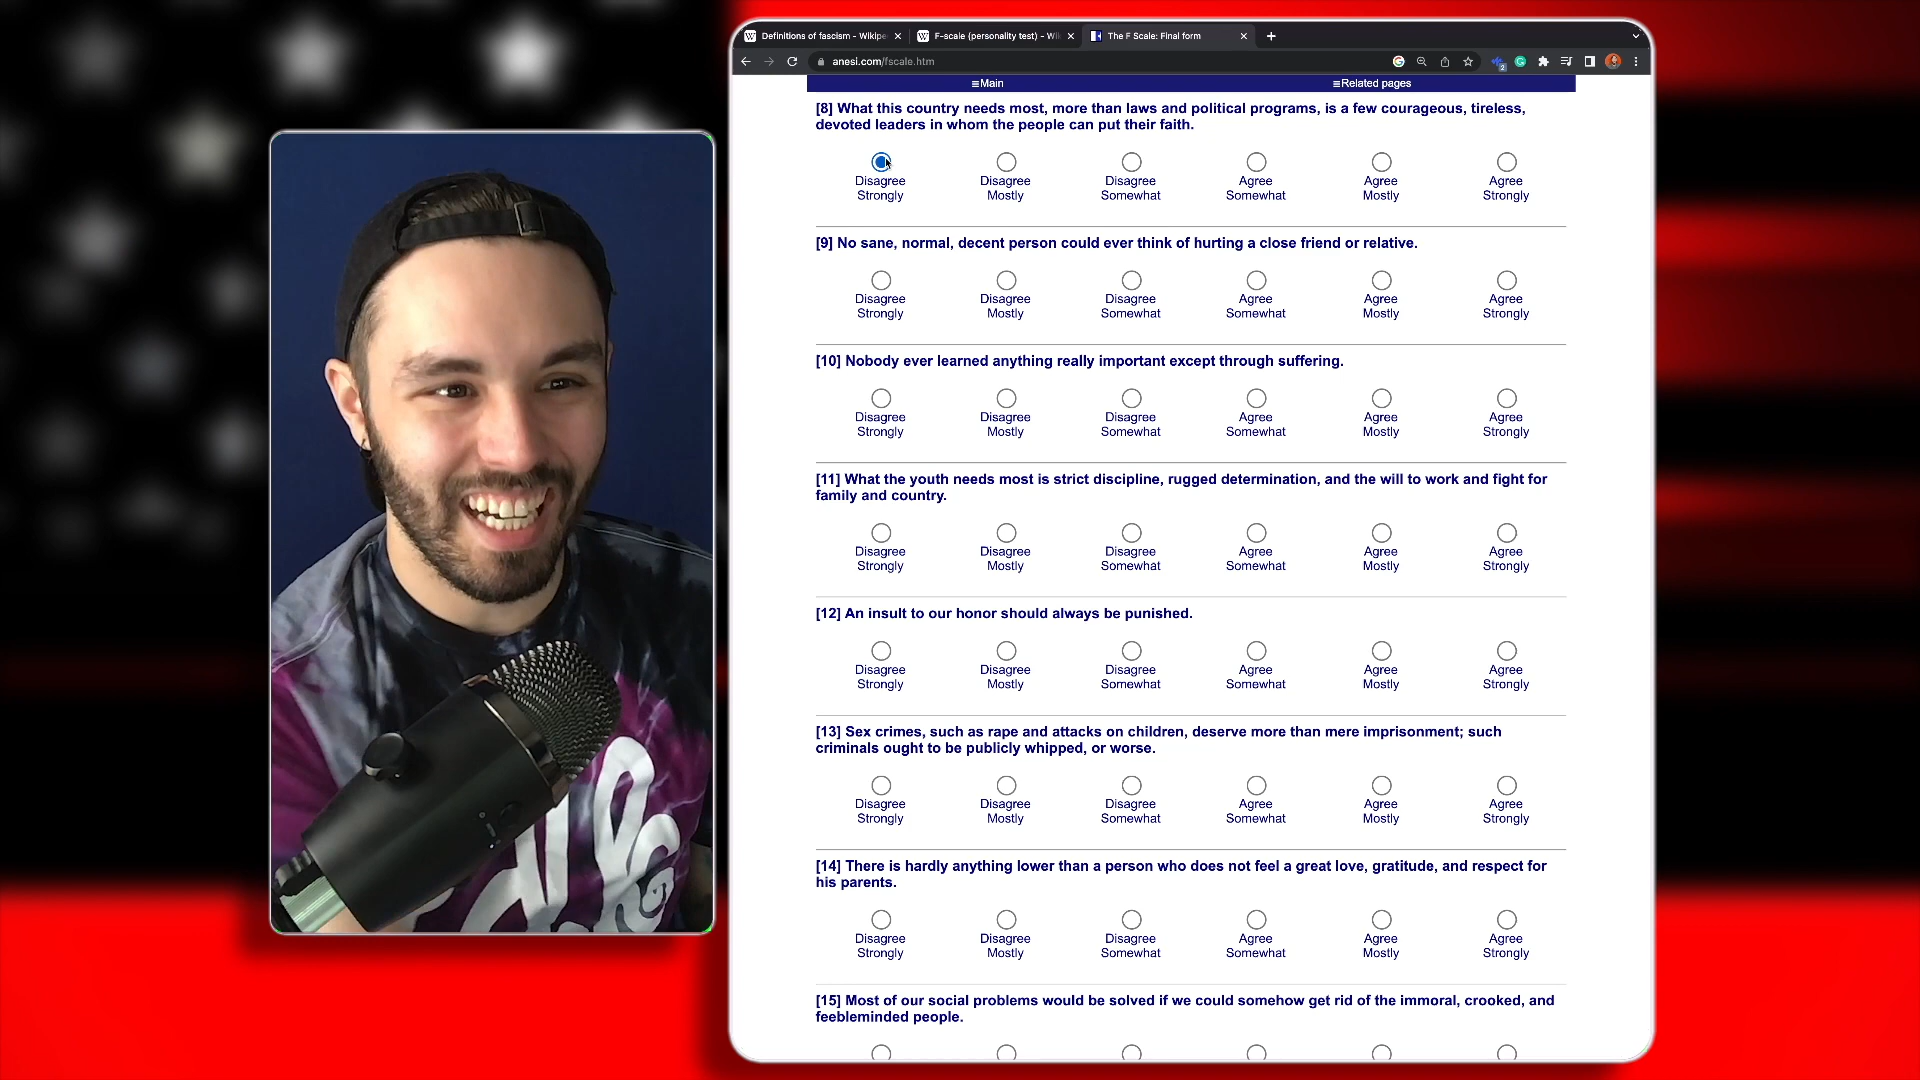 Definitions of fascism - Wikipe
F-scale (personality test) - Wi
The F Scale: Final form
anesi.com/fscale.htm
2
≡Main
≡Related pages
[8] What this country needs most, more than laws and political programs, is a few courageous, tireless,
devoted leaders in whom the people can put their faith.
Disagree Strongly
Disagree Mostly
Disagree Somewhat
Agree Somewhat
Agree Mostly
Agree Strongly
[9] No sane, normal, decent person could ever think of hurting a close friend or relative.
Disagree Strongly
Disagree Mostly
Disagree Somewhat
Agree Somewhat
Agree Mostly
Agree Strongly
[10] Nobody ever learned anything really important except through suffering.
Disagree Strongly
Disagree Mostly
Disagree Somewhat
Agree Somewhat
Agree Mostly
Agree Strongly
[11] What the youth needs most is strict discipline, rugged determination, and the will to work and fight for
family and country.
Disagree Strongly
Disagree Mostly
Disagree Somewhat
Agree Somewhat
Agree Mostly
Agree Strongly
[12] An insult to our honor should always be punished.
Disagree Strongly
Disagree Mostly
Disagree Somewhat
Agree Somewhat
Agree Mostly
Agree Strongly
[13] Sex crimes, such as rape and attacks on children, deserve more than mere imprisonment; such
criminals ought to be publicly whipped, or worse.
Disagree Strongly
Disagree Mostly
Disagree Somewhat
Agree Somewhat
Agree Mostly
Agree Strongly
[14] There is hardly anything lower than a person who does not feel a great love, gratitude, and respect for
his parents.
Disagree Strongly
Disagree Mostly
Disagree Somewhat
Agree Somewhat
Agree Mostly
Agree Strongly
[15] Most of our social problems would be solved if we could somehow get rid of the immoral, crooked, and
feebleminded people.